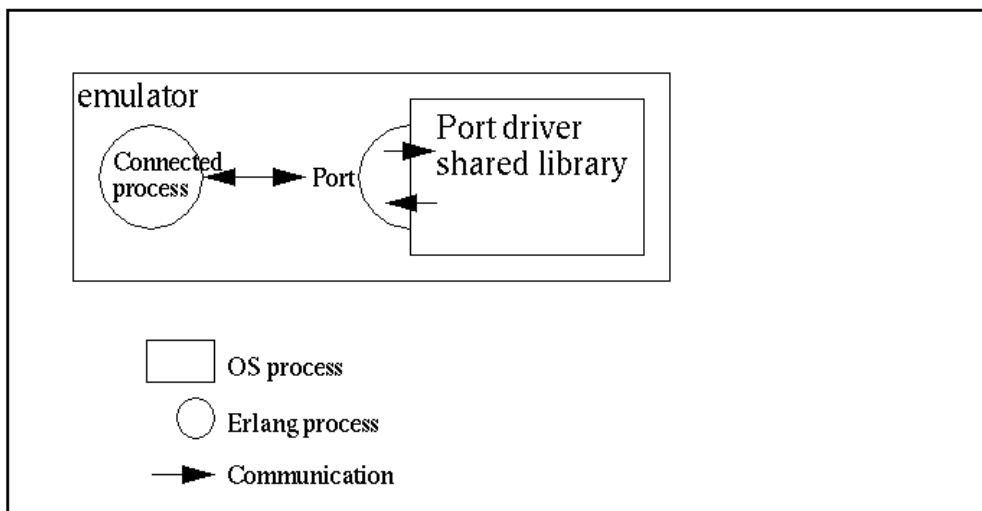 emulator
Connected
process
Port
Port driver
shared library
OS process
Erlang process
Communication